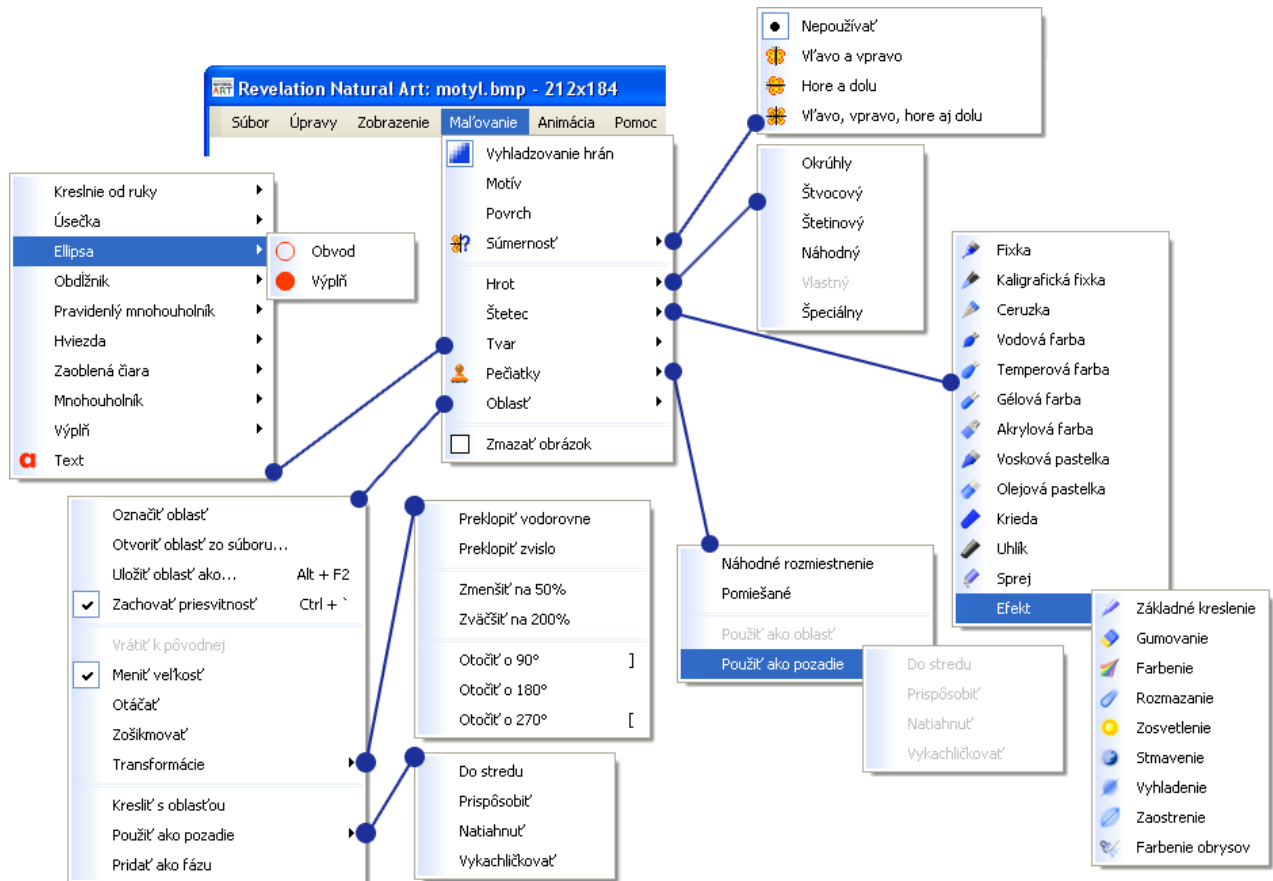 Revelation Natural Art: motyl.bmp - 212x184
Súbor Úpravy Zobrazenie Maľovanie Animácia Pomoc
Vyhladzovanie hrán
Motív
Povrch
Súmernosť
Hrot
Štetec
Tvar
Pečiatky
Oblasť
Zmazať obrázok
Nepoužívať
Vľavo a vpravo
Hore a dolu
Vľavo, vpravo, hore aj dolu
Okrúhly
Štvocový
Štetinový
Náhodný
Vlastný
Špeciálny
Kreslnie od ruky
Úsečka
Ellipsa
Obdĺžnik
Pravidenlý mnohouholník
Hviezda
Zaoblená čiara
Mnohouholník
Výplň
a Text
Obvod
Výplň
Fixka
Kaligrafická fixka
Ceruzka
Vodová farba
Temperová farba
Gélová farba
Akrylová farba
Vosková pastelka
Olejová pastelka
Krieda
Uhlík
Sprej
Efekt
Základné kreslenie
Gumovanie
Farbenie
Rozmazanie
Zosvetlenie
Stmavenie
Vyhladenie
Zaostrenie
Farbenie obrysov
Označiť oblasť
Otvoriť oblasť zo súboru...
Uložiť oblasť ako... Alt + F2
Zachovať priesvitnosť Ctrl + `
Vrátiť k pôvodnej
Meniť veľkosť
Otáčať
Zošikmovať
Transformácie
Kresliť s oblasťou
Použiť ako pozadie
Pridať ako fázu
Preklopiť vodorovne
Preklopiť zvislo
Zmenšiť na 50%
Zväčšiť na 200%
Otočiť o 90° ]
Otočiť o 180°
Otočiť o 270° [
Do stredu
Prispôsobiť
Natiahnuť
Vykachličkovať
Náhodné rozmiestnenie
Pomiešané
Použiť ako oblasť
Použiť ako pozadie
Do stredu
Prispôsobiť
Natiahnuť
Vykachličkovať